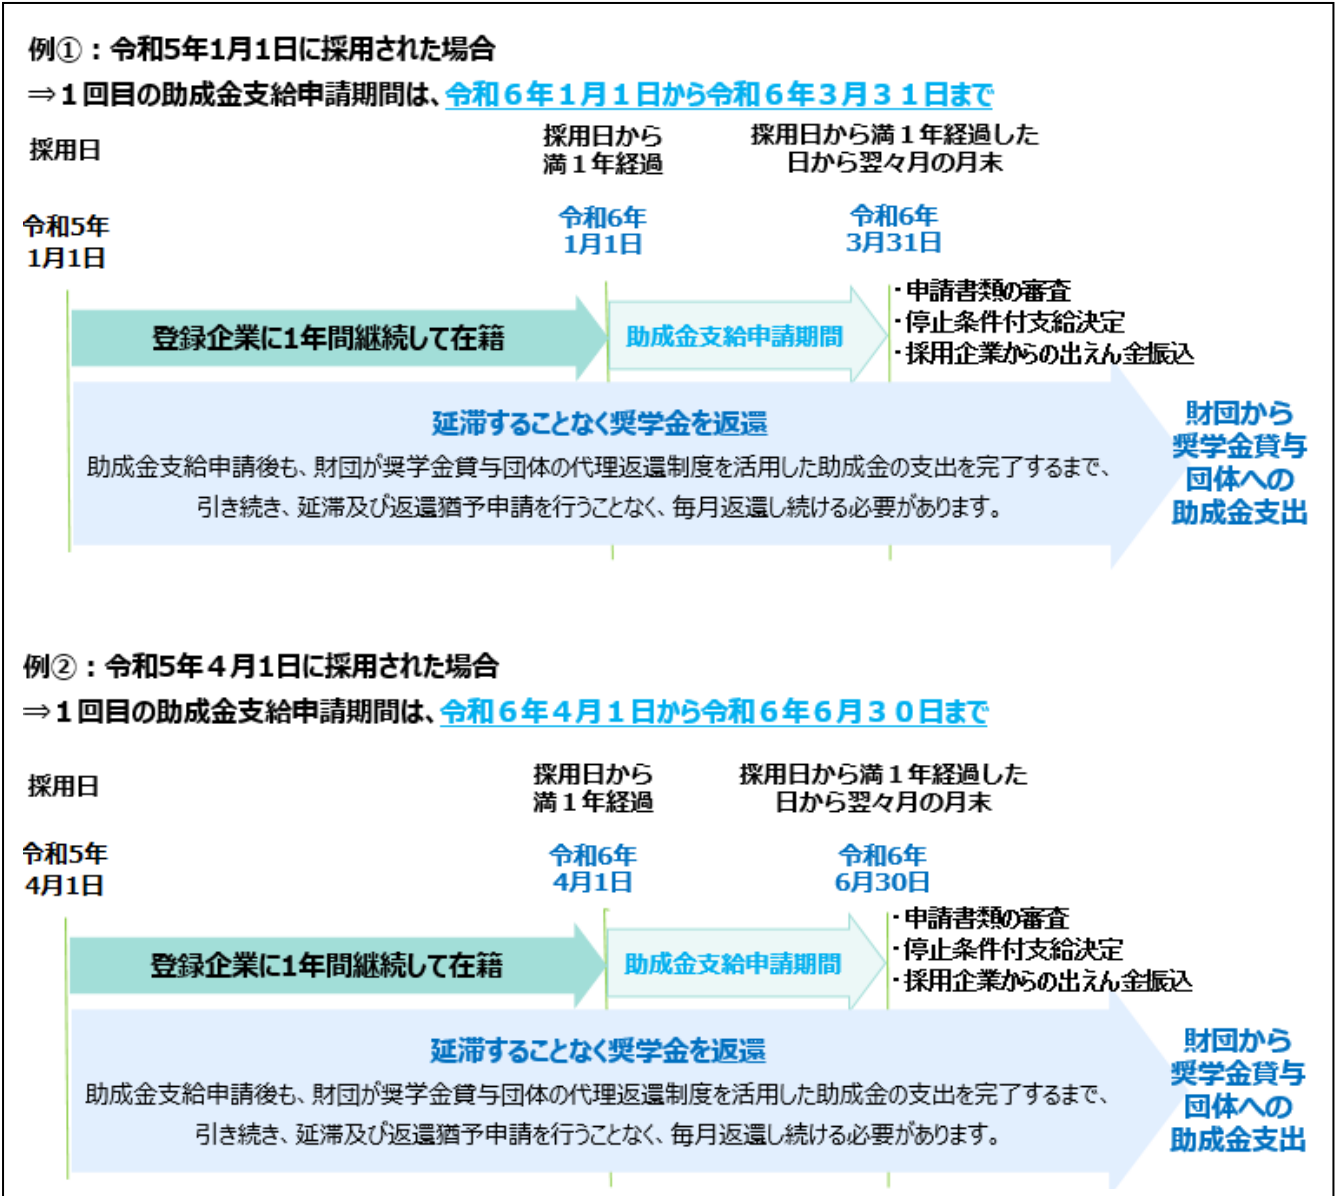 例①：令和5年1月1日に採用された場合
⇒１回目の助成金支給申請期間は、令和６年１月１日から令和６年３月３１日まで
採用日
採用日から
満１年経過
採用日から満１年経過した
日から翌々月の月末
令和5年
1月1日
令和6年
1月1日
令和6年
3月31日
登録企業に1年間継続して在籍
助成金支給申請期間
・申請書類の審査
・停止条件付支給決定
・採用企業からの出えん金振込
延滞することなく奨学金を返還
助成金支給申請後も、財団が奨学金貸与団体の代理返還制度を活用した助成金の支出を完了するまで、
引き続き、延滞及び返還猶予申請を行うことなく、毎月返還し続ける必要があります。
財団から
奨学金貸与
団体への
助成金支出
例②：令和5年４月1日に採用された場合
⇒１回目の助成金支給申請期間は、令和６年４月１日から令和６年６月３０日まで
採用日
採用日から
満１年経過
採用日から満１年経過した
日から翌々月の月末
令和5年
4月1日
令和6年
4月1日
令和6年
6月30日
登録企業に1年間継続して在籍
助成金支給申請期間
・申請書類の審査
・停止条件付支給決定
・採用企業からの出えん金振込
延滞することなく奨学金を返還
助成金支給申請後も、財団が奨学金貸与団体の代理返還制度を活用した助成金の支出を完了するまで、
引き続き、延滞及び返還猶予申請を行うことなく、毎月返還し続ける必要があります。
財団から
奨学金貸与
団体への
助成金支出